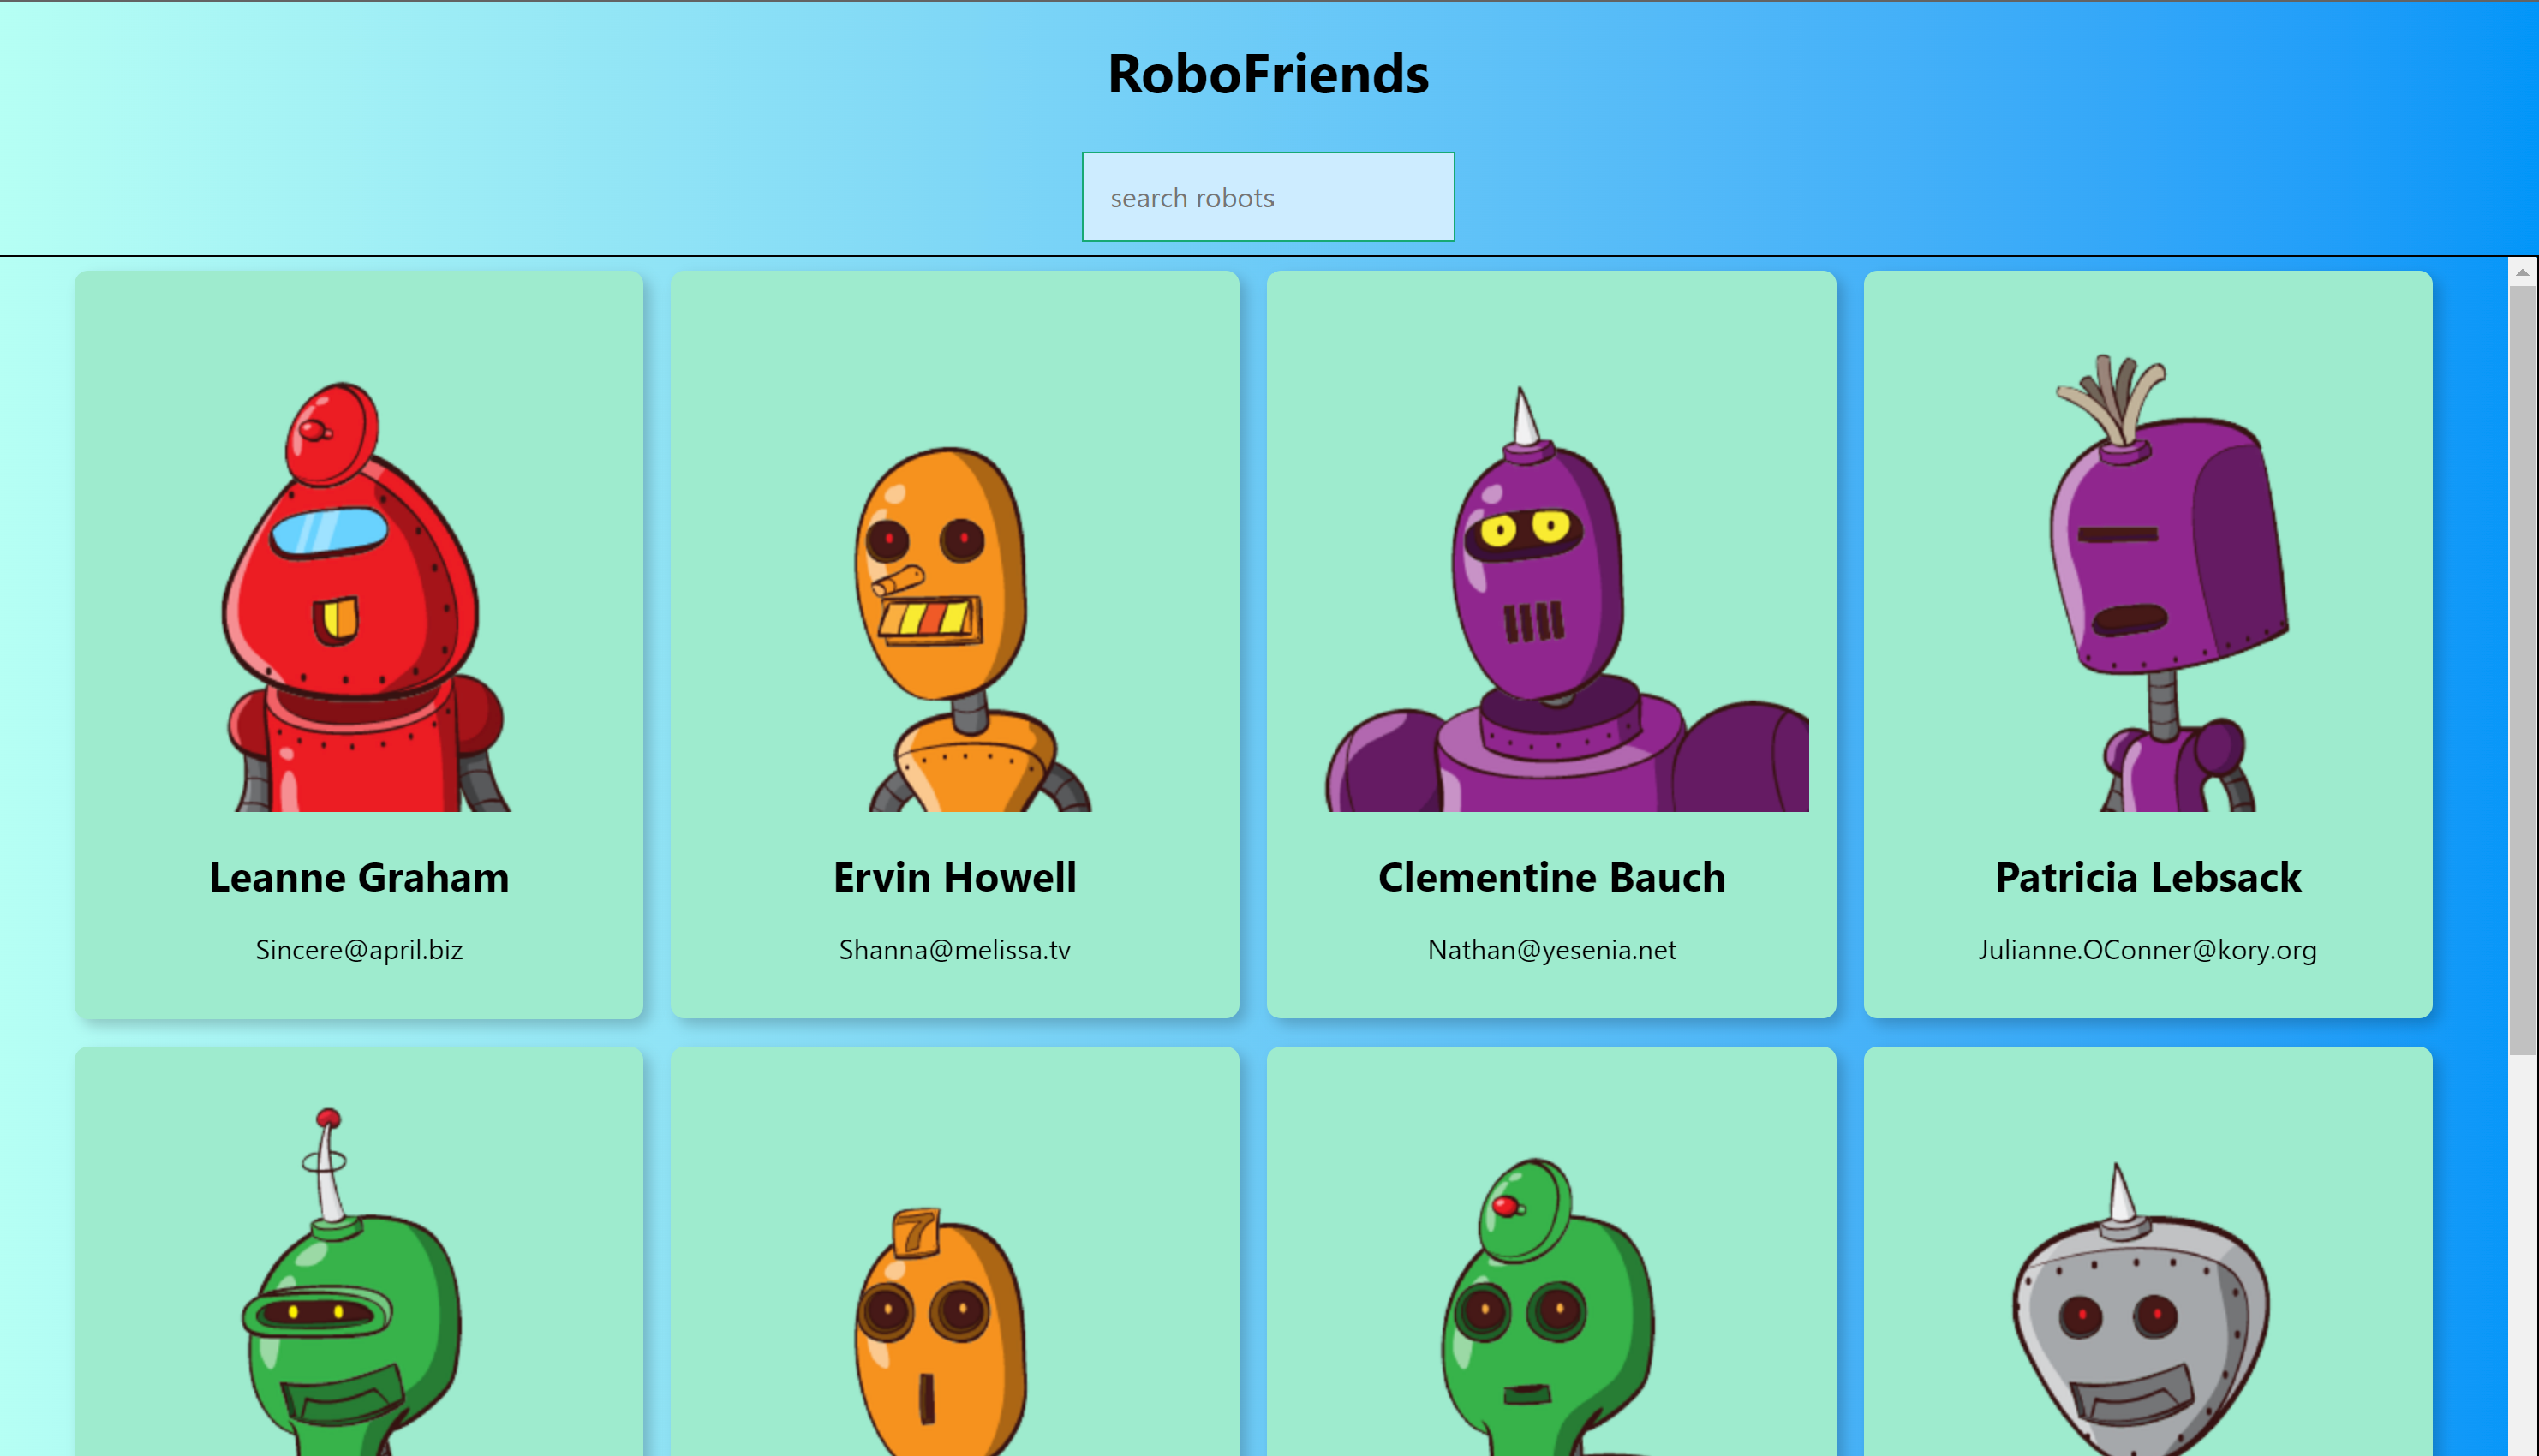 RoboFriends
search robots
Leanne Graham
Sincere@april.biz
Ervin Howell
Shanna@melissa.tv
Clementine Bauch
Nathan@yesenia.net
Patricia Lebsack
Julianne.OConner@kory.org
7